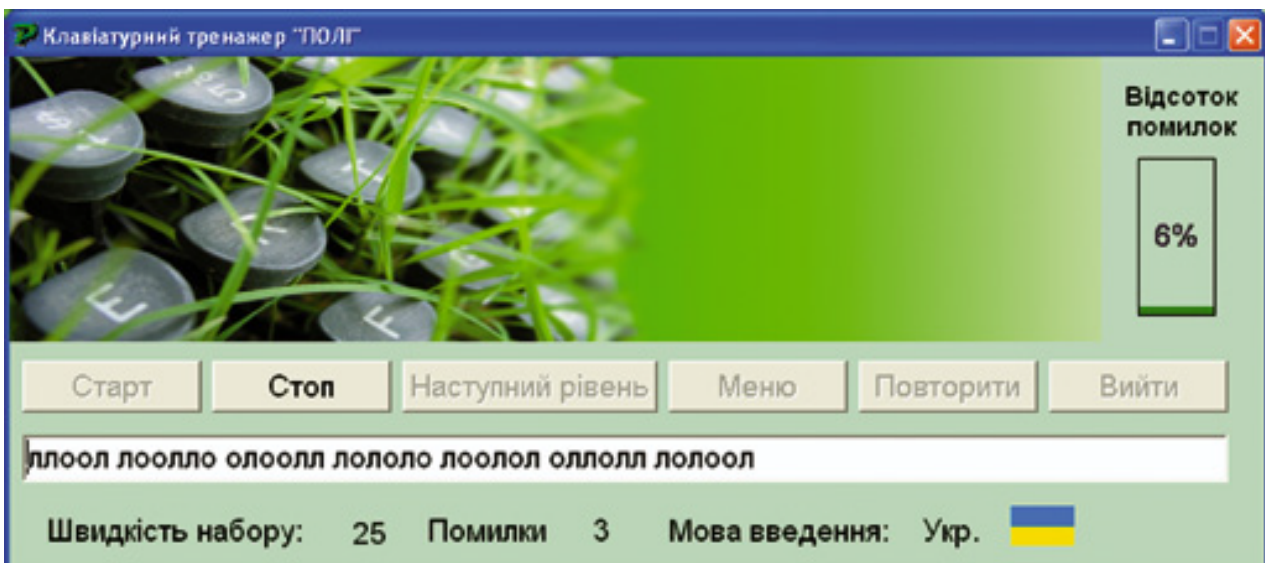 Клавіатурний тренажер "ПОЛІ"
Відсоток
помилок
6%
Старт Стоп Наступний рівень Меню Повторити Вийти
ллоол лоолло олоолл лололо лоолол оллолл лолоол
Швидкість набору: 25 Помилки 3 Мова введення: Укр.